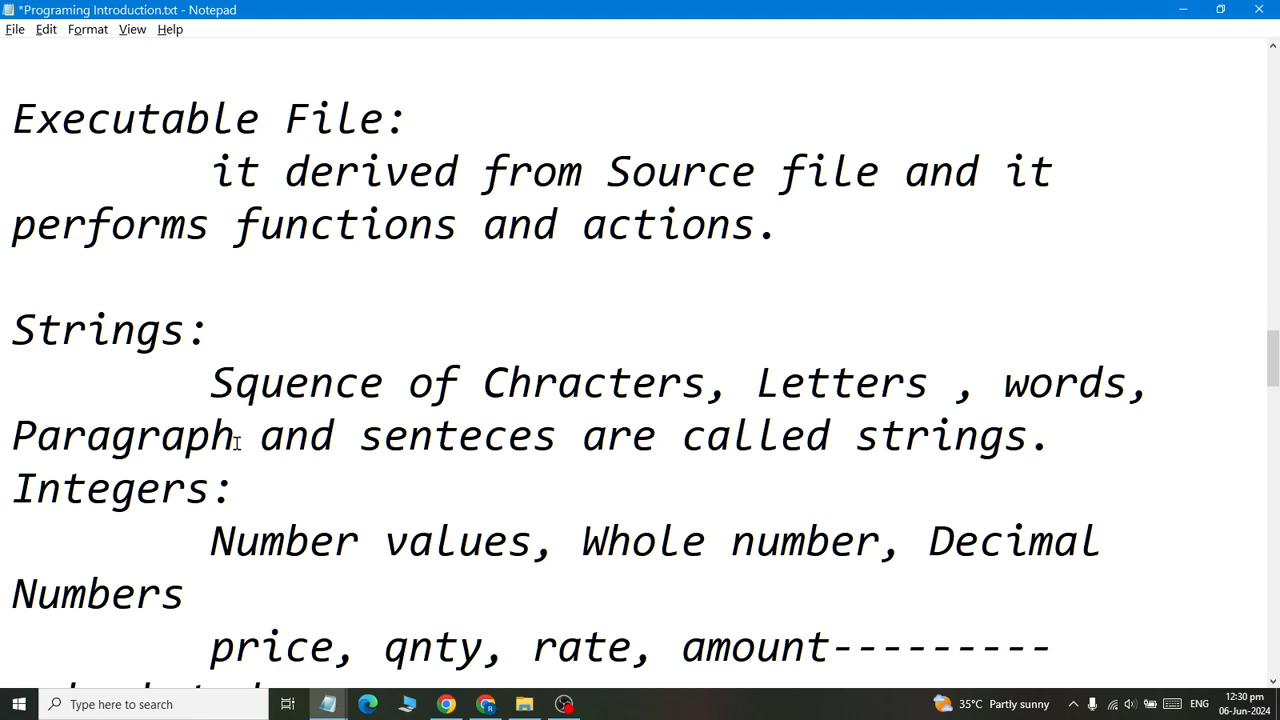 *Programing Introduction.txt - Notepad
File Edit Format View Help
Executable File:
it derived from Source file and it
performs functions and actions.
Strings:
Squence of Chracters, Letters , words,
Paragraph and senteces are called strings.
Integers:
Number values, Whole number, Decimal
Numbers
price, qnty, rate, amount---------
Type here to search
35°C Partly sunny
ENG
12:30 pm
06-Jun-2024